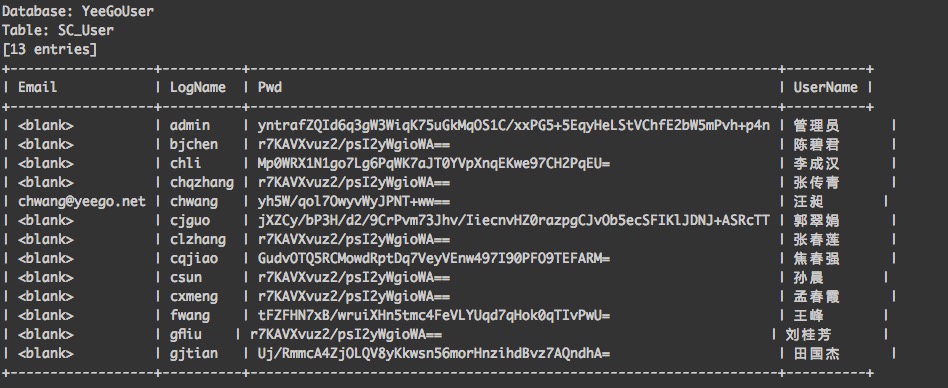 Database: YeeGoUser
Table: SC_User
[13 entries]
+-----------------+----------+------------------------------------------------------------------+----------+
| Email | LogName | Pwd | UserName |
+-----------------+----------+------------------------------------------------------------------+----------+
| <blank> | admin | yntrafZQId6q3gW3WiqK75uGkMqOS1C/xxPG5+5EqyHeLStVChfE2bW5mPvh+p4n | 管理员 |
| <blank> | bjchen | r7KAVXvuz2/psI2yWgioWA== | 陈碧君 |
| <blank> | chli | Mp0WRX1N1go7Lg6PqWK7aJT0YVpXnqEKwe97CH2PqEU= | 李成汉 |
| <blank> | chqzhang | r7KAVXvuz2/psI2yWgioWA== | 张传青 |
| chwang@yeego.net | chwang | yh5W/qol7OwyvWyJPNT+ww== | 汪昶 |
| <blank> | cjguo | jXZCy/bP3H/d2/9CrPvm73Jhv/IiecnvHZ0razpgCJvOb5ecSFIKlJDNJ+ASRcTT | 郭翠娟 |
| <blank> | clzhang | r7KAVXvuz2/psI2yWgioWA== | 张春莲 |
| <blank> | cqjiao | GudvOTQ5RCMowdRptDq7VeyVEnw497I90PFO9TEFARM= | 焦春强 |
| <blank> | csun | r7KAVXvuz2/psI2yWgioWA== | 孙晨 |
| <blank> | cxmeng | r7KAVXvuz2/psI2yWgioWA== | 孟春霞 |
| <blank> | fwang | tFZFHN7xB/wruiXHn5tmc4FeVLYUqd7qHok0qTIvPwU= | 王峰 |
| <blank> | gfliu | r7KAVXvuz2/psI2yWgioWA== | 刘桂芳 |
| <blank> | gjtian | Uj/RmmcA4ZjOLQV8yKkwsn56morHnzihdBvz7AQndhA= | 田国杰 |
+-----------------+----------+------------------------------------------------------------------+----------+